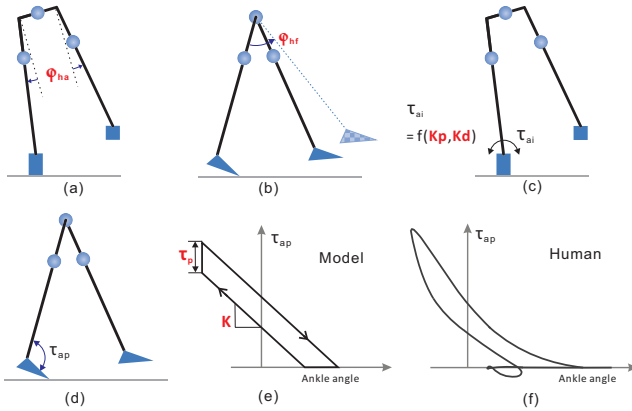 φha
(a)
φhf
(b)
τai
= f(Kp,Kd)
τai
(c)
τap
(d)
τap
Model
τp
K
Ankle angle
(e)
τap
Human
Ankle angle
(f)